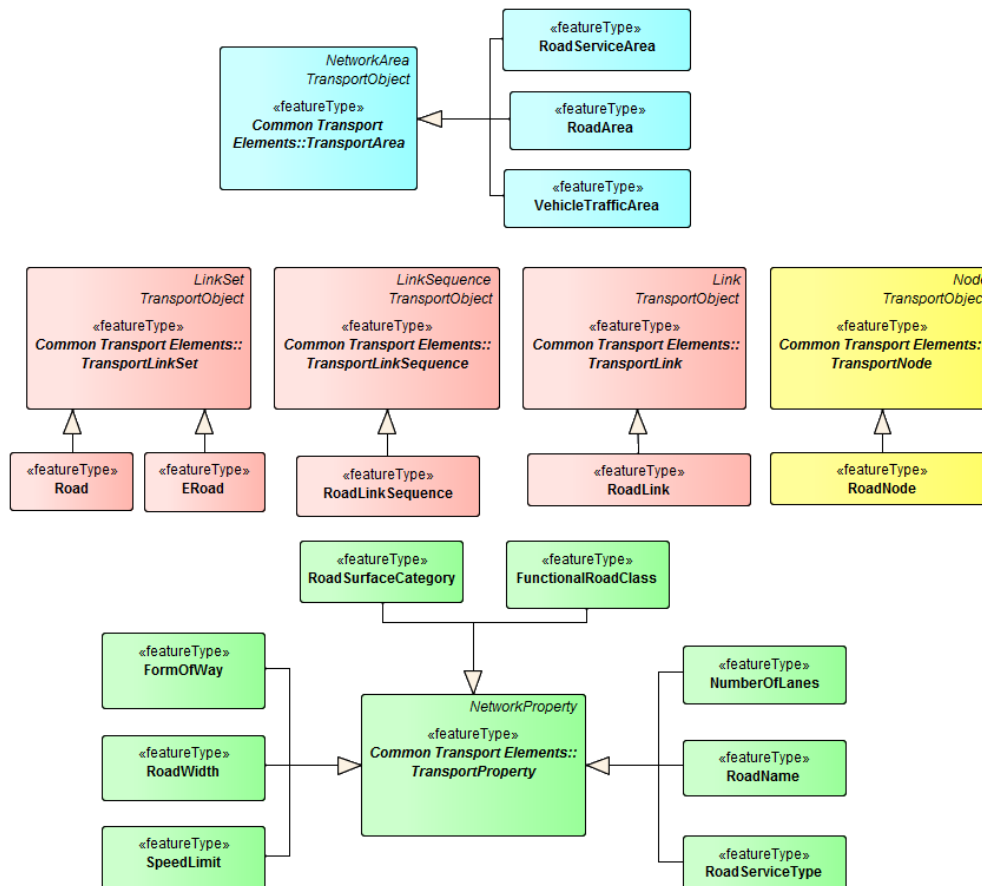 «featureType»
RoadServiceArea
NetworkArea
TransportObject
«featureType»
Common Transport
Elements::TransportArea
«featureType»
RoadArea
«featureType»
VehicleTrafficArea
LinkSet
TransportObject
«featureType»
Common Transport Elements::
TransportLinkSet
LinkSequence
TransportObject
«featureType»
Common Transport Elements::
TransportLinkSequence
Link
TransportObject
«featureType»
Common Transport Elements::
TransportLink
Node
TransportObject
«featureType»
Common Transport Elements::
TransportNode
«featureType»
Road
«featureType»
ERoad
«featureType»
RoadLinkSequence
«featureType»
RoadLink
«featureType»
RoadNode
«featureType»
RoadSurfaceCategory
«featureType»
FunctionalRoadClass
«featureType»
FormOfWay
«featureType»
RoadWidth
«featureType»
SpeedLimit
NetworkProperty
«featureType»
Common Transport Elements::
TransportProperty
«featureType»
NumberOfLanes
«featureType»
RoadName
«featureType»
RoadServiceType